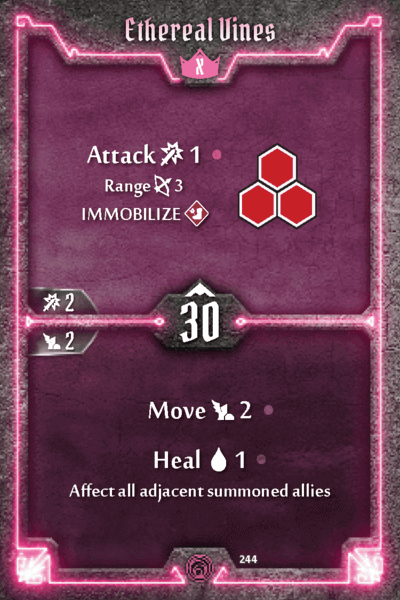 Ethereal Vines
X
Attack 1
Range 3
IMMOBILIZE
2
30
2
Move 2
Heal 1
Affect all adjacent summoned allies
244